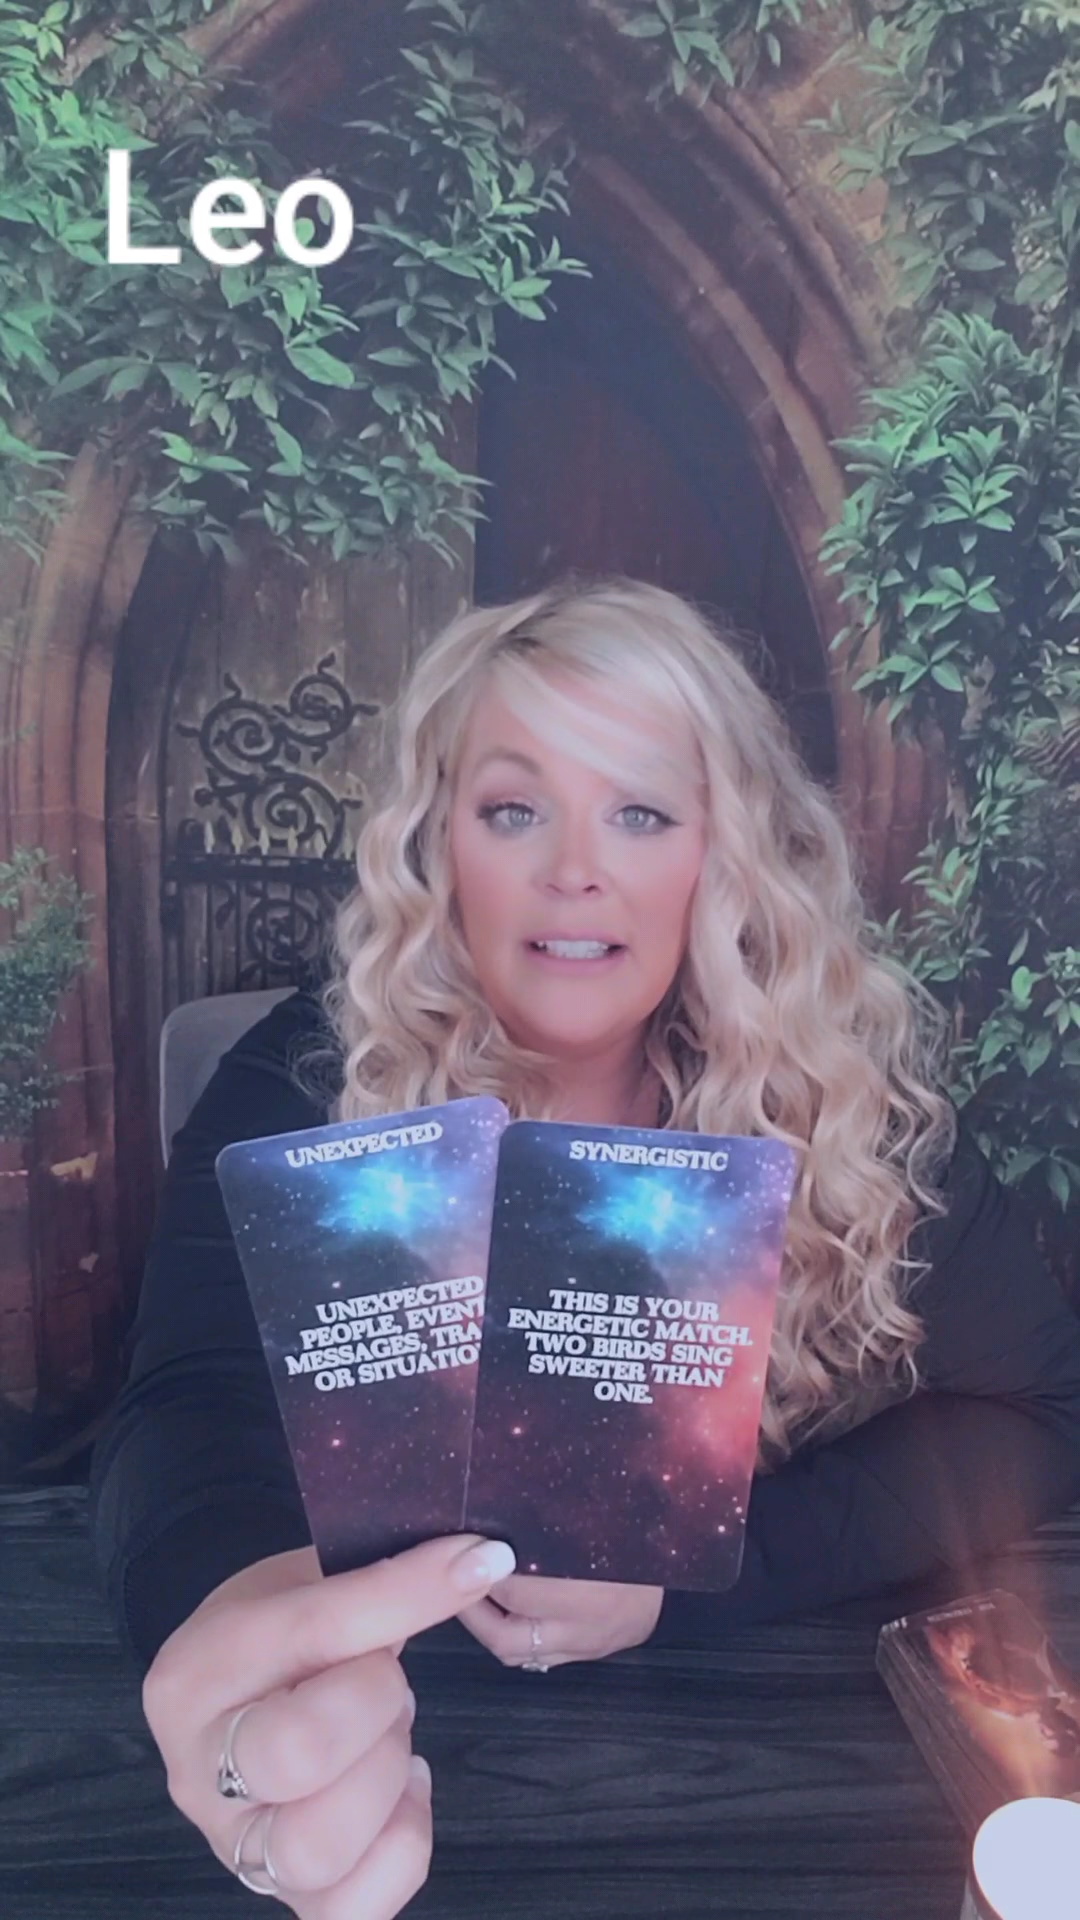 Leo
UNEXPECTED
UNEXPECTED
PEOPLE, EVENT
MESSAGES, TRA
OR SITUATIO
SYNERGISTIC
THIS IS YOUR
ENERGETIC MATCH.
TWO BIRDS SING
SWEETER THAN
ONE.